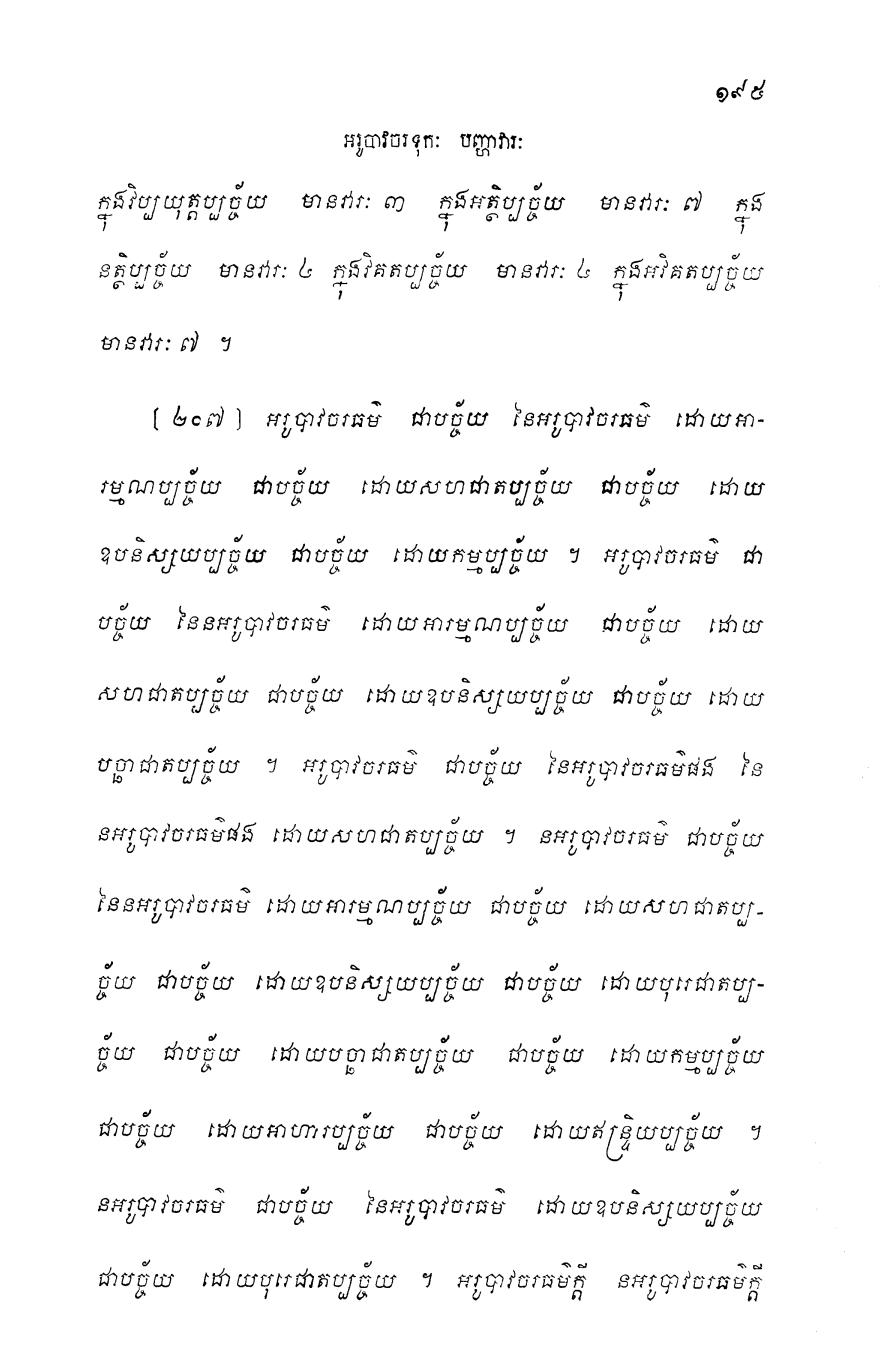 ១៩៥
អរូបាវចរទុកៈ បញ្ហាវារៈ
ក្នុងវិប្បយុត្តប្បច្ច័យ មានវារៈ ៣ ក្នុងអត្ថិប្បច្ច័យ មានវារៈ ៧ ក្នុង
នត្ថិប្បច្ច័យ មានវារៈ ៤ ក្នុងវិគតប្បច្ច័យ មានវារៈ ៤ ក្នុងអវិគតប្បច្ច័យ
មានវារៈ ៧ ។
[ ២០៧ ] អរូបាវចរធម៌ ជាបច្ច័យ នៃអរូបាវចរធម៌ ដោយអា-
រម្មណប្បច្ច័យ ជាបច្ច័យ ដោយសហជាតប្បច្ច័យ ជាបច្ច័យ ដោយ
ឧបនិស្សយប្បច្ច័យ ជាបច្ច័យ ដោយកម្មប្បច្ច័យ ។ អរូបាវចរធម៌ ជា
បច្ច័យ នៃនអរូបាវចរធម៌ ដោយអារម្មណប្បច្ច័យ ជាបច្ច័យ ដោយ
សហជាតប្បច្ច័យ ជាបច្ច័យ ដោយឧបនិស្សយប្បច្ច័យ ជាបច្ច័យ ដោយ
បច្ឆាជាតប្បច្ច័យ ។ អរូបាវចរធម៌ ជាបច្ច័យ នៃអរូបាវចរធម៌ផង នៃ
នអរូបាវចរធម៌ផង ដោយសហជាតប្បច្ច័យ ។ នអរូបាវចរធម៌ ជាបច្ច័យ
នៃនអរូបាវចរធម៌ ដោយអារម្មណប្បច្ច័យ ជាបច្ច័យ ដោយសហជាតប្ប-
ច្ច័យ ជាបច្ច័យ ដោយឧបនិស្សយប្បច្ច័យ ជាបច្ច័យ ដោយបុរេជាតប្ប-
ច្ច័យ ជាបច្ច័យ ដោយបច្ឆាជាតប្បច្ច័យ ជាបច្ច័យ ដោយកម្មប្បច្ច័យ
ជាបច្ច័យ ដោយអាហារប្បច្ច័យ ជាបច្ច័យ ដោយឥន្ទ្រិយប្បច្ច័យ ។
នអរូបាវចរធម៌ ជាបច្ច័យ នៃអរូបាវចរធម៌ ដោយឧបនិស្សយប្បច្ច័យ
ជាបច្ច័យ ដោយបុរេជាតប្បច្ច័យ ។ អរូបាវចរធម៌ក្តី នអរូបាវចរធម៌ក្តី